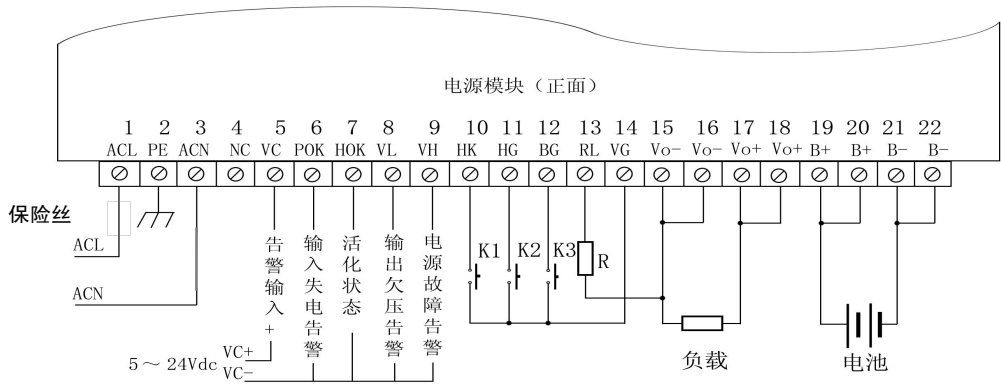 电源模块（正面）
1 2 3 4 5 6 7 8 9 10 11 12 13 14 15 16 17 18 19 20 21 22
ACL PE ACN NC VC POK HOK VL VH HK HG BG RL VG Vo- Vo- Vo+ Vo+ B+ B+ B- B-
保险丝
ACL
ACN
告警输入+
输入失电告警
活化状态
输出欠压告警
电源故障告警
K1 K2 K3 R
负载
电池
5～24Vdc
VC+
VC-